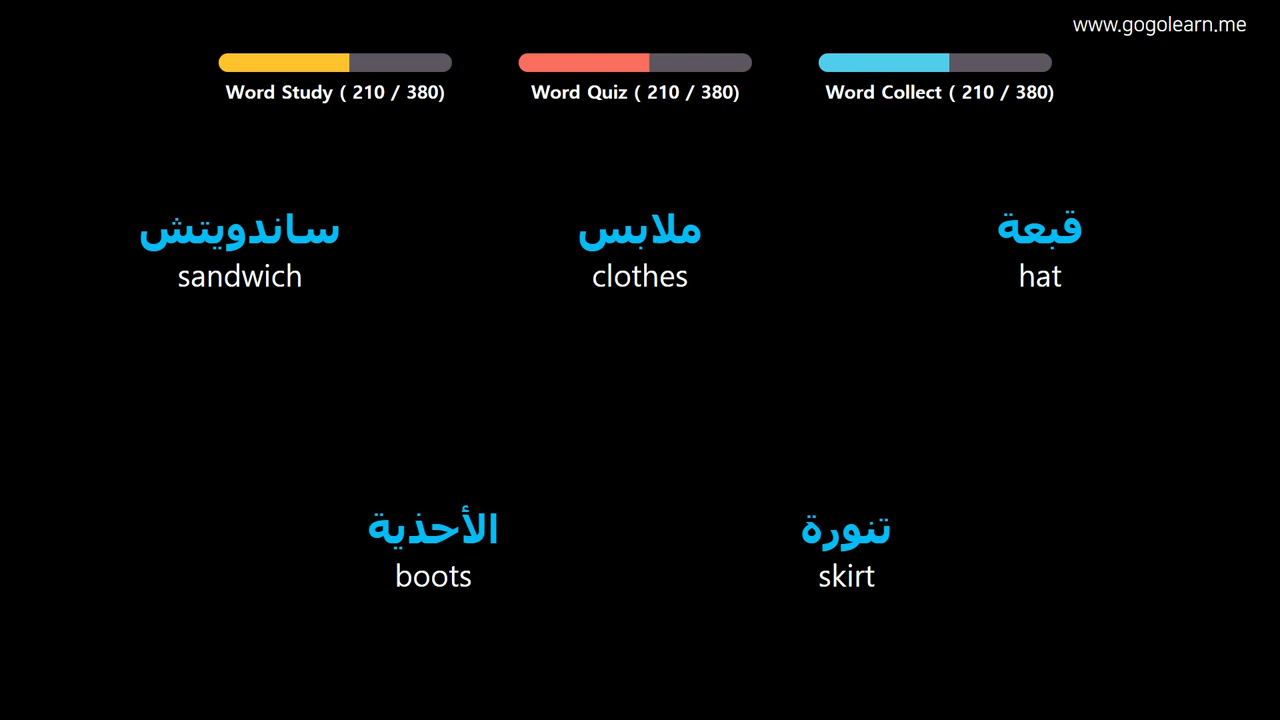 www.gogolearn.me
Word Study ( 210 / 380)
Word Quiz ( 210 / 380)
Word Collect ( 210 / 380)
ساندويتش
sandwich
ملابس
clothes
قبعة
hat
الأحذية
boots
تنورة
skirt